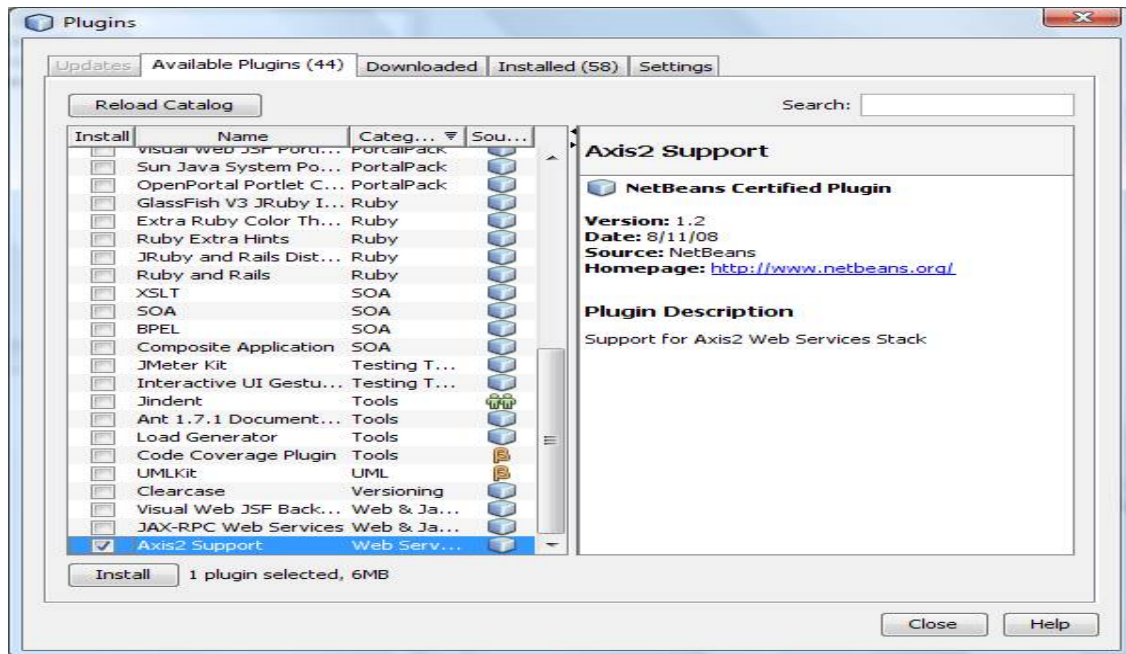 Plugins
Updates Available Plugins (44) Downloaded Installed (58) Settings
Reload Catalog Search:
Install Name Categ... Sou...
Visual Web JSF Portl... PortalPack
Sun Java System Po... PortalPack
OpenPortal Portlet C... PortalPack
GlassFish V3 JRuby I... Ruby
Extra Ruby Color Th... Ruby
Ruby Extra Hints Ruby
JRuby and Rails Dist... Ruby
Ruby and Rails Ruby
XSLT SOA
SOA SOA
BPEL SOA
Composite Application SOA
JMeter Kit Testing T...
Interactive UI Gestu... Testing T...
Jindent Tools
Ant 1.7.1 Document... Tools
Load Generator Tools
Code Coverage Plugin Tools
UMLKit UML
Clearcase Versioning
Visual Web JSF Back... Web & Ja...
JAX-RPC Web Services Web & Ja...
Axis2 Support Web Serv...
Axis2 Support
NetBeans Certified Plugin
Version: 1.2
Date: 8/11/08
Source: NetBeans
Homepage: http://www.netbeans.org/
Plugin Description
Support for Axis2 Web Services Stack
Install 1 plugin selected, 6MB
Close Help